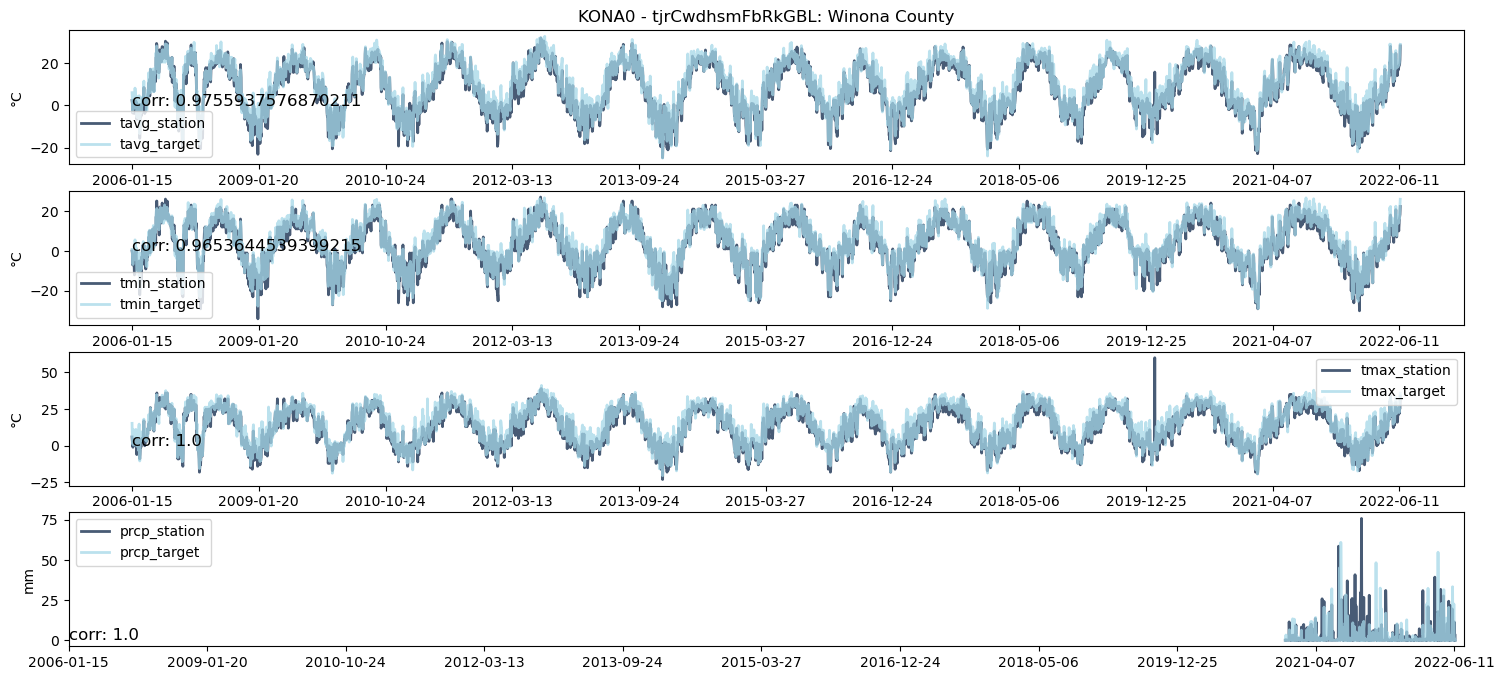 KONA0 - tjrCwdhsmFbRkGBL: Winona County
20
0
−20
°C
corr: 0.9755937576870211
tavg_station
tavg_target
2006-01-15 2009-01-20 2010-10-24 2012-03-13 2013-09-24 2015-03-27 2016-12-24 2018-05-06 2019-12-25 2021-04-07 2022-06-11
20
0
−20
°C
corr: 0.9653644539399215
tmin_station
tmin_target
2006-01-15 2009-01-20 2010-10-24 2012-03-13 2013-09-24 2015-03-27 2016-12-24 2018-05-06 2019-12-25 2021-04-07 2022-06-11
50
25
0
−25
°C
corr: 1.0
tmax_station
tmax_target
2006-01-15 2009-01-20 2010-10-24 2012-03-13 2013-09-24 2015-03-27 2016-12-24 2018-05-06 2019-12-25 2021-04-07 2022-06-11
75
50
25
0
mm
prcp_station
prcp_target
corr: 1.0
2006-01-15 2009-01-20 2010-10-24 2012-03-13 2013-09-24 2015-03-27 2016-12-24 2018-05-06 2019-12-25 2021-04-07 2022-06-11